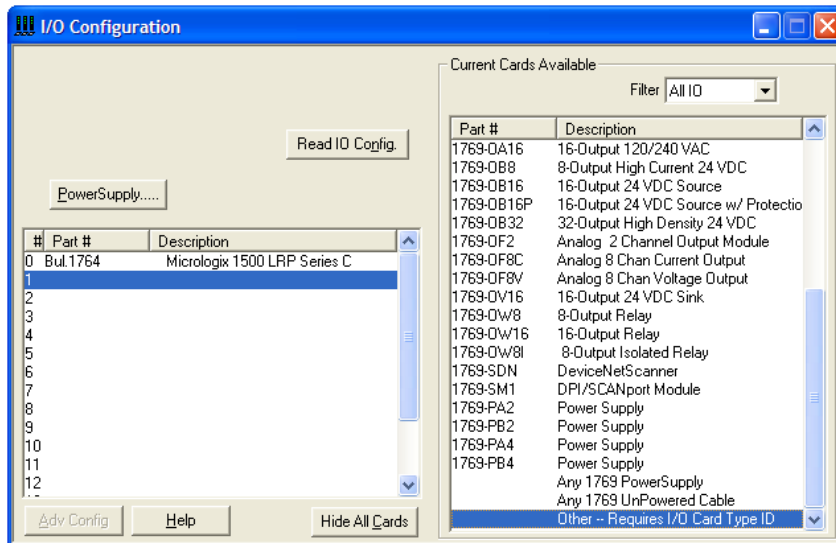 I/O Configuration
Read IO Config.
PowerSupply.....
# Part # Description
0 Bul.1764 Micrologix 1500 LRP Series C
1
2
3
4
5
6
7
8
9
10
11
12
Adv Config Help Hide All Cards
Current Cards Available
Filter All IO
Part # Description
1769-OA16 16-Output 120/240 VAC
1769-OB8 8-Output High Current 24 VDC
1769-OB16 16-Output 24 VDC Source
1769-OB16P 16-Output 24 VDC Source w/ Protectio
1769-OB32 32-Output High Density 24 VDC
1769-OF2 Analog 2 Channel Output Module
1769-OF8C Analog 8 Chan Current Output
1769-OF8V Analog 8 Chan Voltage Output
1769-OV16 16-Output 24 VDC Sink
1769-OW8 8-Output Relay
1769-OW16 16-Output Relay
1769-OW8I 8-Output Isolated Relay
1769-SDN DeviceNetScanner
1769-SM1 DPI/SCANport Module
1769-PA2 Power Supply
1769-PB2 Power Supply
1769-PA4 Power Supply
1769-PB4 Power Supply
Any 1769 PowerSupply
Any 1769 UnPowered Cable
Other -- Requires I/O Card Type ID